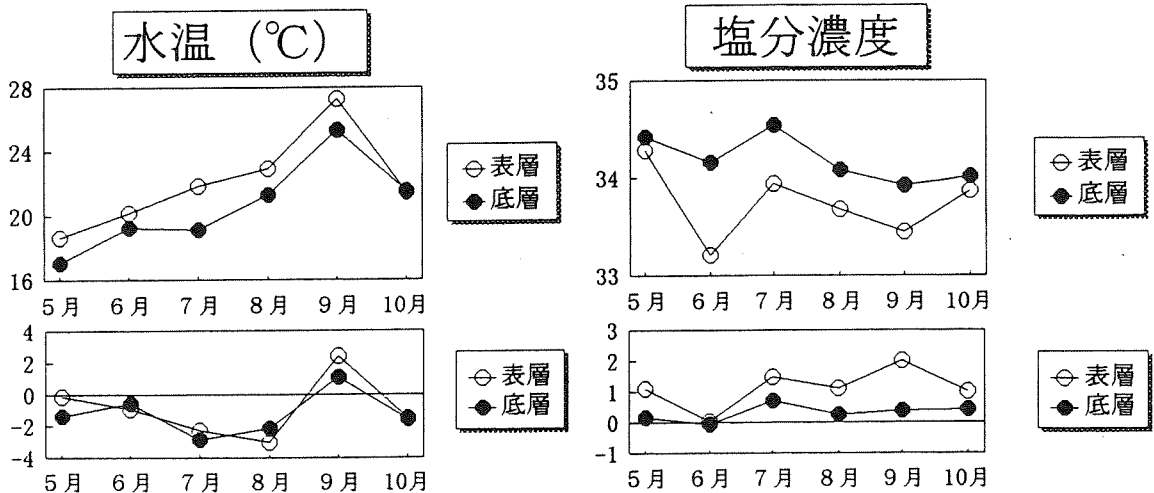 水温 (℃)
28
24
20
16
5月 6月 7月 8月 9月 10月
表層
底層
4
2
0
-2
-4
5月 6月 7月 8月 9月 10月
表層
底層
塩分濃度
35
34
33
5月 6月 7月 8月 9月 10月
表層
底層
3
2
1
0
-1
5月 6月 7月 8月 9月 10月
表層
底層